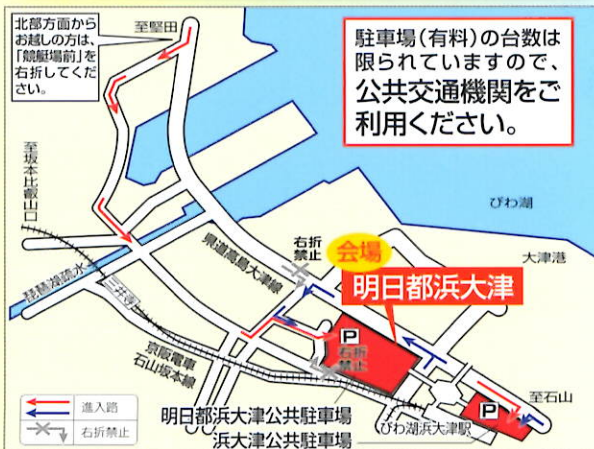 北部方面から
お越しの方は、
「競艇場前」を
右折してくだ
さい。
至堅田
駐車場(有料)の台数は
限られていますので、
公共交通機関をご
利用ください。
至坂本比叡山口
びわ湖
大津港
県道高島大津線
右折
禁止
会場
明日都浜大津
琵琶湖疏水
三井寺
京阪電車
石山坂本線
P
右折
禁止
至石山
P
進入路
右折禁止
明日都浜大津公共駐車場
びわ湖浜大津駅
浜大津公共駐車場